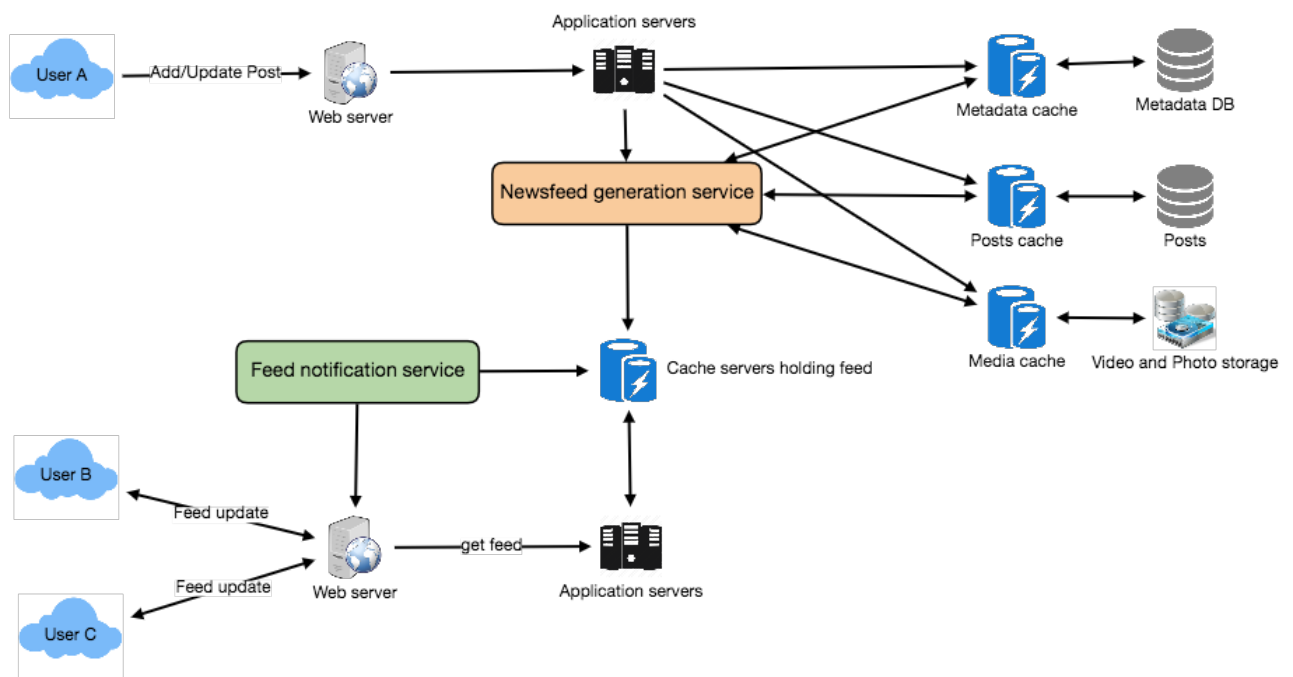 Application servers
User A
Add/Update Post
Web server
Metadata cache
Metadata DB
Newsfeed generation service
Posts cache
Posts
Feed notification service
Cache servers holding feed
Media cache
Video and Photo storage
User B
Feed update
get feed
Feed update
Web server
Application servers
User C